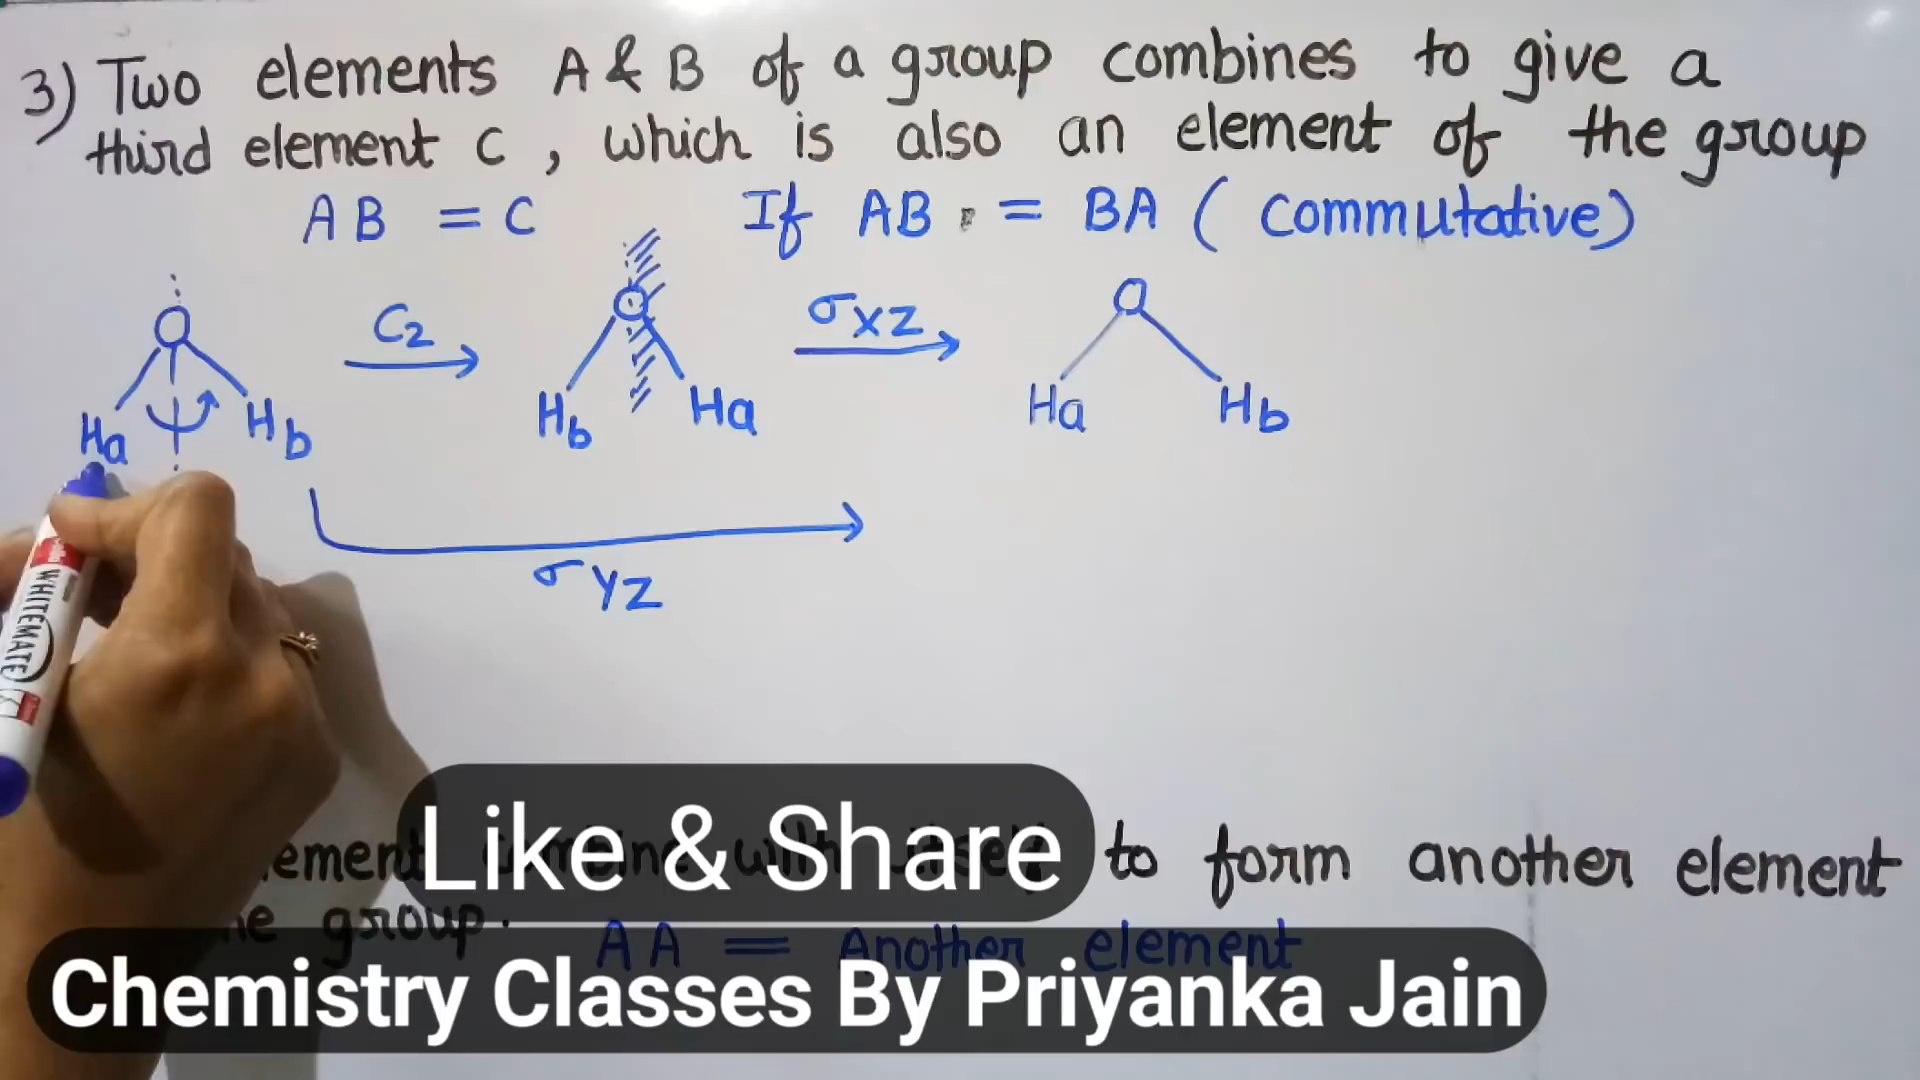 3) Two elements A & B of a group combines to give a
third element C , which is also an element of the group
AB = C If AB = BA ( commutative)
O C2 O σxz O
Ha Hb Hb Ha Ha Hb
σyz
WHITEMATE
Like & Share
to form another element
group.
AA = Another element
Chemistry Classes By Priyanka Jain